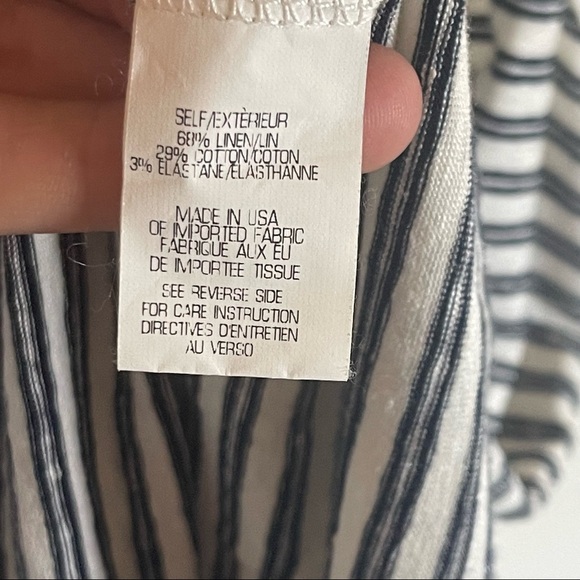 SELF/EXTÈRIEUR
68% LINEN/LIN
29% COTTON/COTON
3% ELASTANE/ELASTHANNE
MADE IN USA
OF IMPORTED FABRIC
FABRIQUE AUX EU
DE IMPORTEE TISSUE
SEE REVERSE SIDE
FOR CARE INSTRUCTION
DIRECTIVES D'ENTRETIEN
AU VERSO